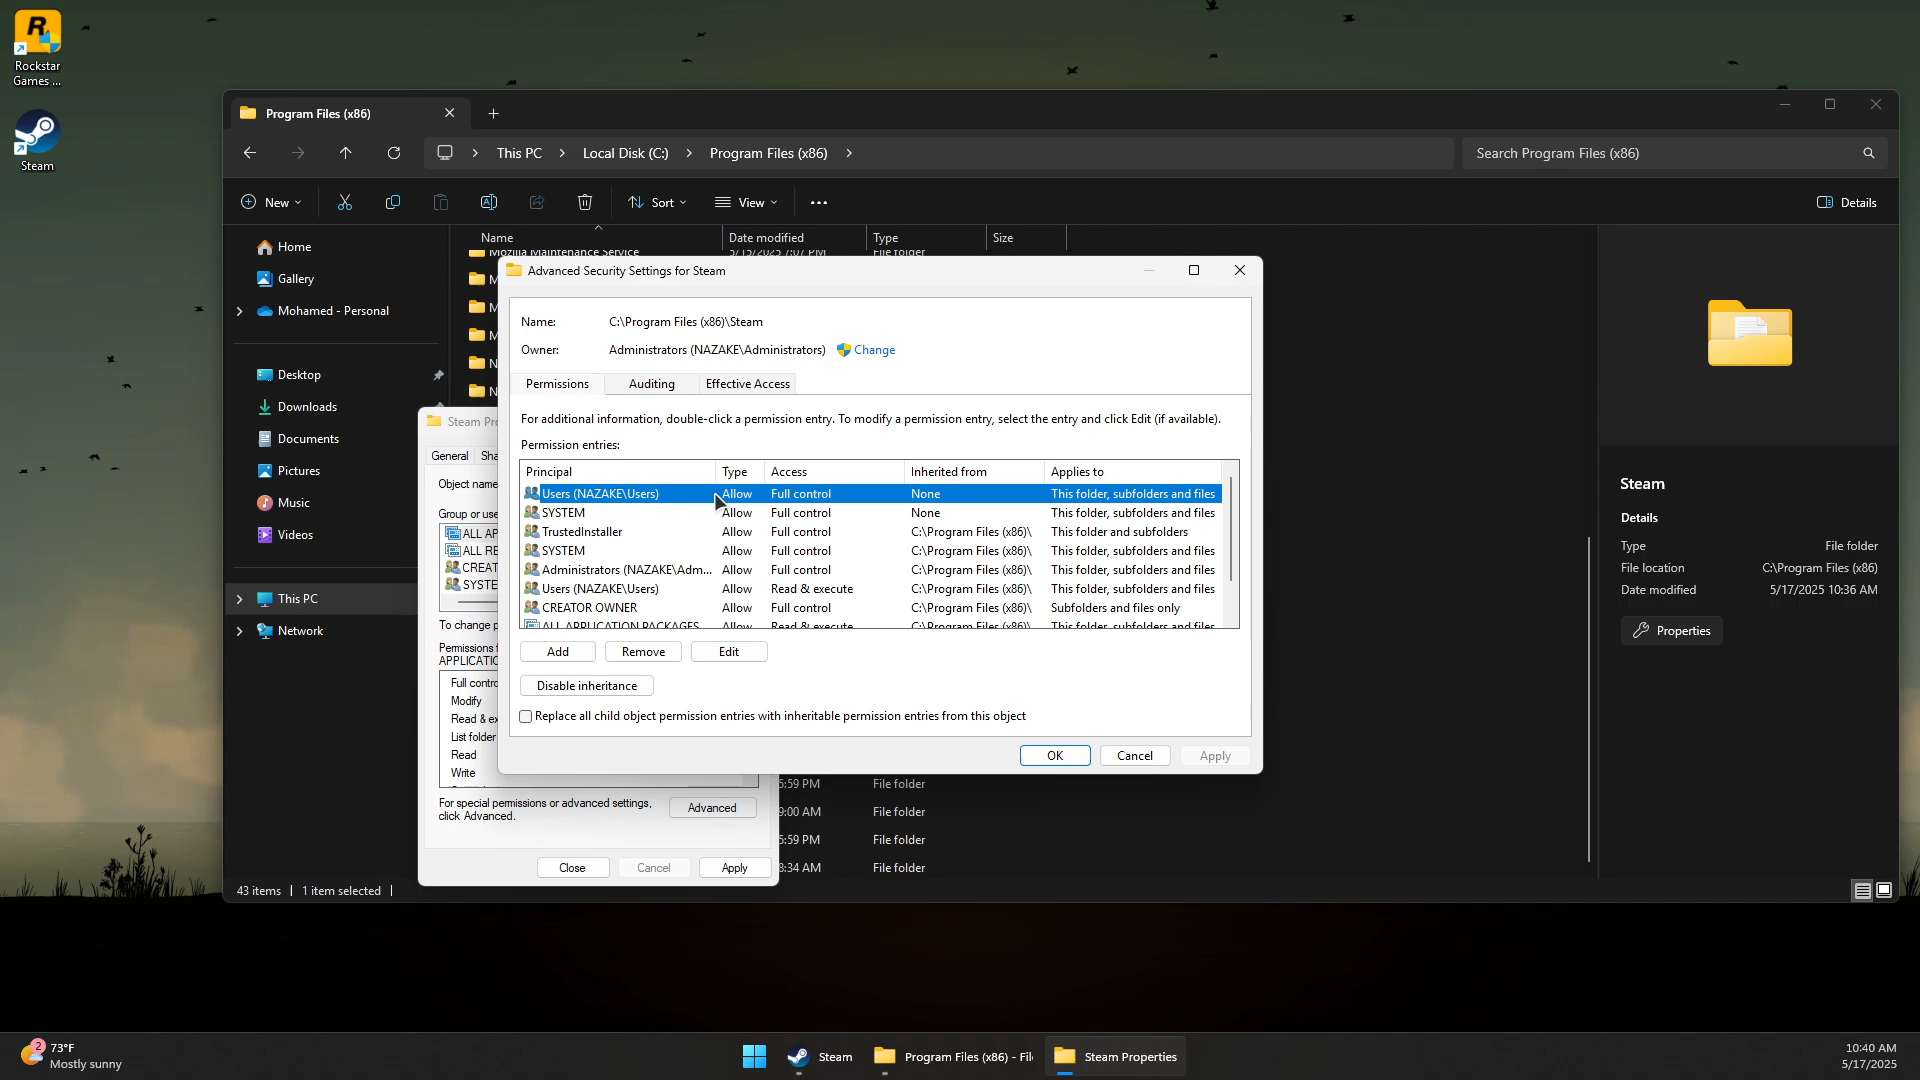 Rockstar
Games ...
Steam
Program Files (x86)
This PC
Local Disk (C:)
Program Files (x86)
Search Program Files (x86)
New
Sort
View
Details
Home
Gallery
Mohamed - Personal
Desktop
Downloads
Documents
Pictures
Music
Videos
This PC
Network
Name
Date modified
Type
Size
Mozilla Maintenance Service
5/15/2025 7:07 PM
File folder
M
M
M
N
N
Advanced Security Settings for Steam
Name:
C:\Program Files (x86)\Steam
Owner:
Administrators (NAZAKE\Administrators)
Change
Permissions
Auditing
Effective Access
For additional information, double-click a permission entry. To modify a permission entry, select the entry and click Edit (if available).
Permission entries:
Principal Type Access Inherited from Applies to
Users (NAZAKE\Users) Allow Full control None This folder, subfolders and files
SYSTEM Allow Full control None This folder, subfolders and files
TrustedInstaller Allow Full control C:\Program Files (x86)\ This folder and subfolders
SYSTEM Allow Full control C:\Program Files (x86)\ This folder, subfolders and files
Administrators (NAZAKE\Adm... Allow Full control C:\Program Files (x86)\ This folder, subfolders and files
Users (NAZAKE\Users) Allow Read & execute C:\Program Files (x86)\ This folder, subfolders and files
CREATOR OWNER Allow Full control C:\Program Files (x86)\ Subfolders and files only
ALL APPLICATION PACKAGES Allow Read & execute C:\Program Files (x86)\ This folder, subfolders and files
Add
Remove
Edit
Disable inheritance
Replace all child object permission entries with inheritable permission entries from this object
OK
Cancel
Apply
Steam Pro
General
Sha
Object name
Group or use
ALL AP
ALL RE
CREAT
SYSTE
To change p
Permissions f
APPLICATIC
Full contro
Modify
Read & ex
List folder
Read
Write
For special permissions or advanced settings,
click Advanced.
Advanced
Close
Cancel
Apply
5:59 PM
File folder
9:00 AM
File folder
5:59 PM
File folder
8:34 AM
File folder
43 items
1 item selected
Steam
Details
Type
File folder
File location
C:\Program Files (x86)
Date modified
5/17/2025 10:36 AM
Properties
2
73°F
Mostly sunny
Steam
Program Files (x86) - Fil
Steam Properties
10:40 AM
5/17/2025